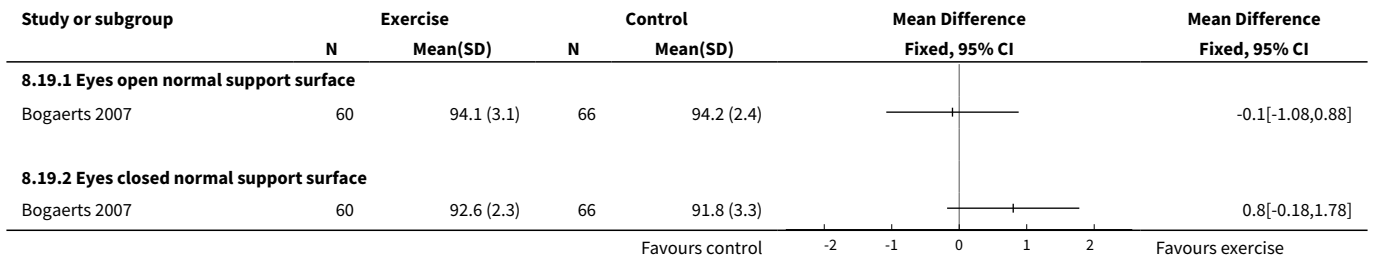 Study or subgroup Exercise Control Mean Difference Mean Difference
N Mean(SD) N Mean(SD) Fixed, 95% CI Fixed, 95% CI
8.19.1 Eyes open normal support surface
Bogaerts 2007 60 94.1 (3.1) 66 94.2 (2.4) -0.1[-1.08,0.88]
8.19.2 Eyes closed normal support surface
Bogaerts 2007 60 92.6 (2.3) 66 91.8 (3.3) 0.8[-0.18,1.78]
Favours control -2 -1 0 1 2 Favours exercise